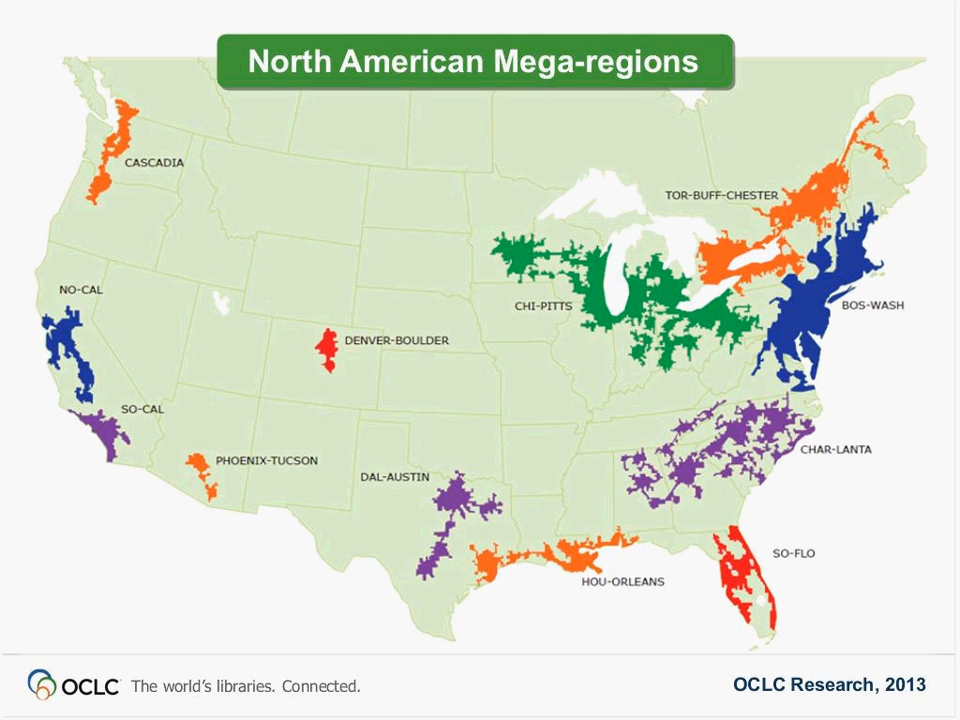 North American Mega-regions
CASCADIA
TOR-BUFF-CHESTER
NO-CAL
CHI-PITTS
BOS-WASH
DENVER-BOULDER
SO-CAL
CHAR-LANTA
PHOENIX-TUCSON
DAL-AUSTIN
SO-FLO
HOU-ORLEANS
OCLC The world's libraries. Connected.
OCLC Research, 2013